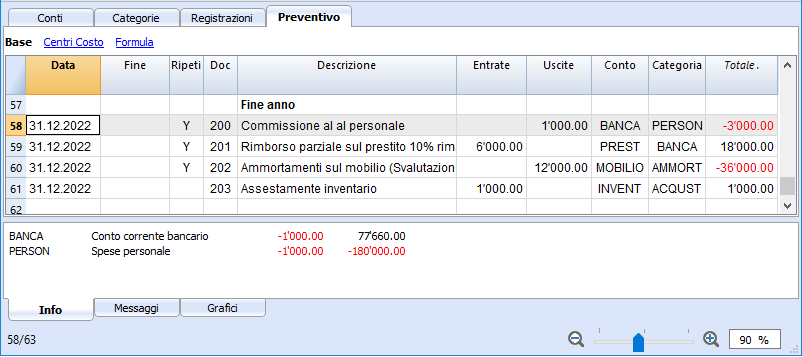 Conti Categorie Registrazioni Preventivo
Base Centri Costo Formula
Data Fine Ripeti Doc Descrizione Entrate Uscite Conto Categoria Totale .
57 Fine anno
58 31.12.2022 Y 200 Commissione al al personale 1'000.00 BANCA PERSON -3'000.00
59 31.12.2022 Y 201 Rimborso parziale sul prestito 10% rim 6'000.00 PREST BANCA 18'000.00
60 31.12.2022 Y 202 Ammortamenti sul mobilio (Svalutazion 12'000.00 MOBILIO AMMORT -36'000.00
61 31.12.2022 203 Assestamente inventario 1'000.00 INVENT ACQUST 1'000.00
62
BANCA Conto corrente bancario -1'000.00 77'660.00
PERSON Spese personale -1'000.00 -180'000.00
Info Messaggi Grafici
58/63 90 %